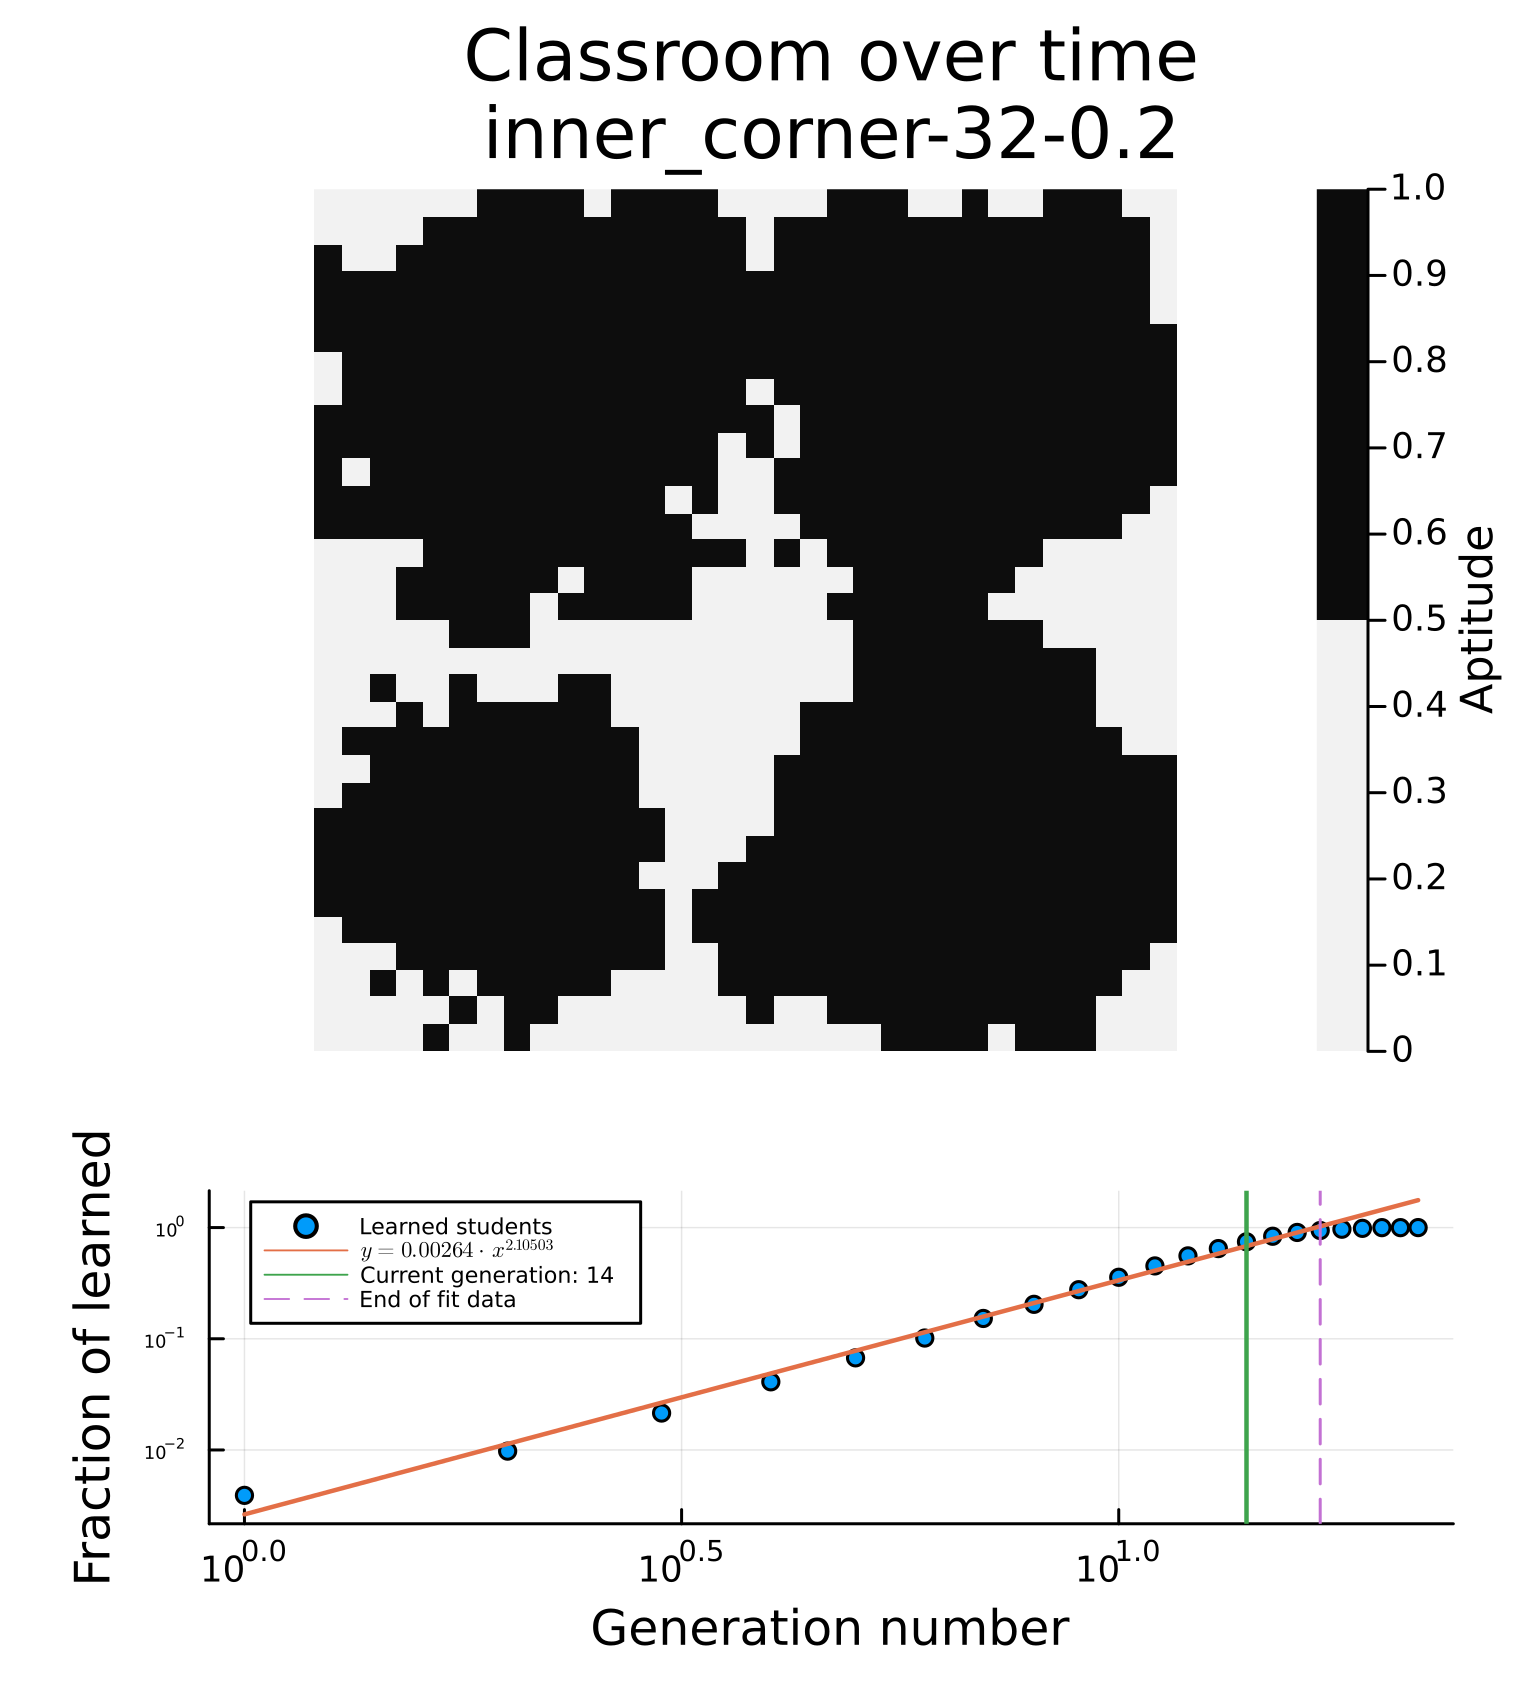 Classroom over time
inner_corner-32-0.2
1.0
0.9
0.8
0.7
0.6
0.5
0.4
0.3
0.2
0.1
0
Aptitude
Fraction of learned
10⁰
10⁻¹
10⁻²
Learned students
y = 0.00264 · x^2.10503
Current generation: 14
End of fit data
10^0.0
10^0.5
10^1.0
Generation number